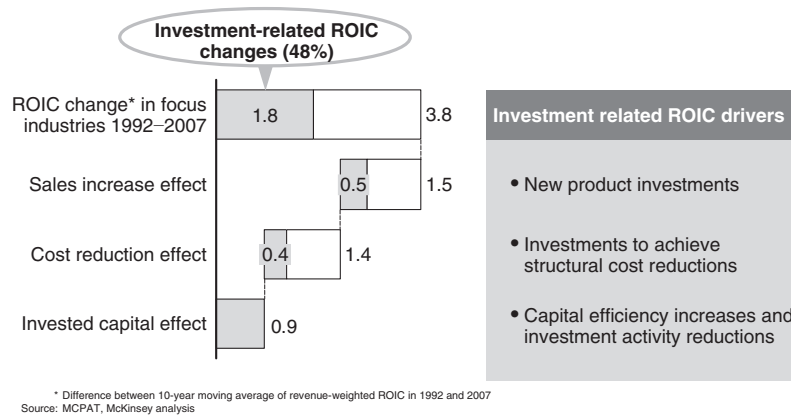 Investment-related ROIC
changes (48%)
ROIC change* in focus
industries 1992–2007
1.8
3.8
Investment related ROIC drivers
Sales increase effect
0.5
1.5
• New product investments
Cost reduction effect
0.4
1.4
• Investments to achieve
structural cost reductions
Invested capital effect
0.9
• Capital efficiency increases and
investment activity reductions
* Difference between 10-year moving average of revenue-weighted ROIC in 1992 and 2007
Source: MCPAT, McKinsey analysis